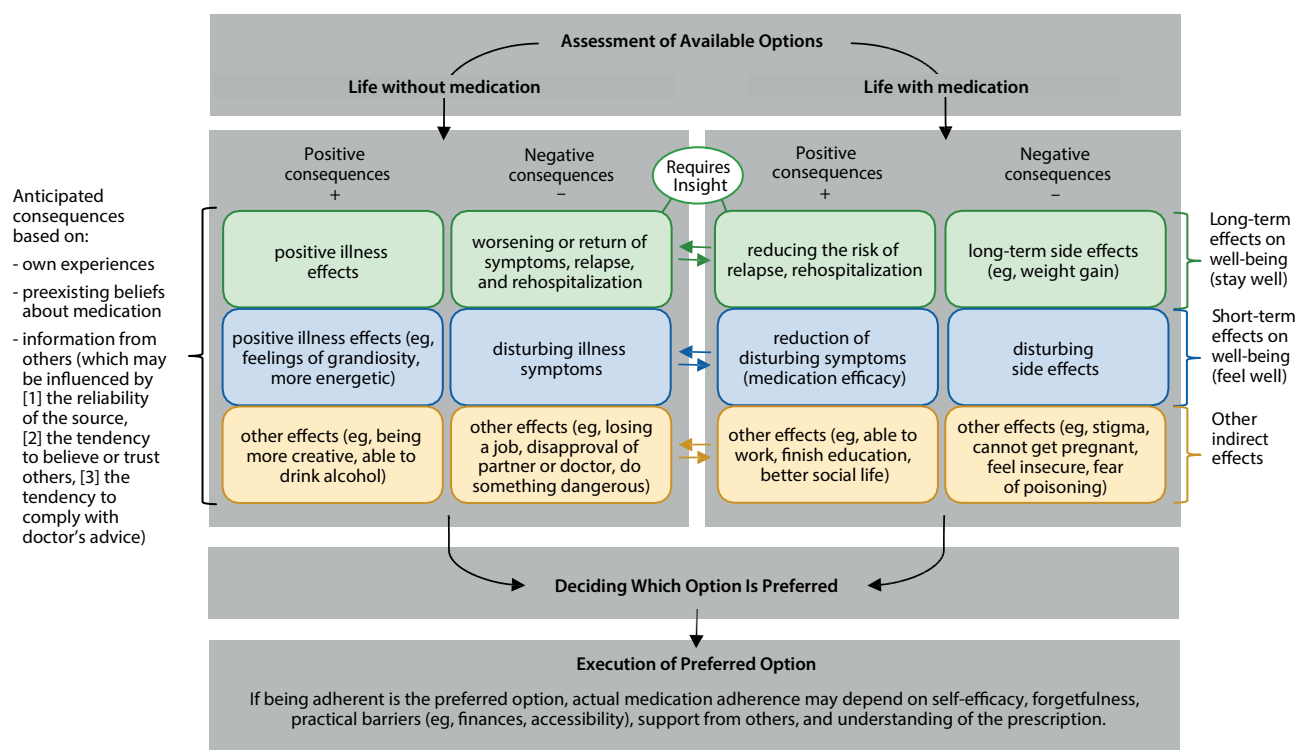 Assessment of Available Options
Life without medication
Life with medication
Positive
consequences
+
Negative
consequences
–
Requires
Insight
Positive
consequences
+
Negative
consequences
–
Anticipated
consequences
based on:
- own experiences
- preexisting beliefs
about medication
- information from
others (which may
be influenced by
[1] the reliability
of the source,
[2] the tendency
to believe or trust
others, [3] the
tendency to
comply with
doctor’s advice)
positive illness
effects
worsening or return of
symptoms, relapse,
and rehospitalization
reducing the risk of
relapse, rehospitalization
long-term side effects
(eg, weight gain)
Long-term
effects on
well-being
(stay well)
positive illness effects (eg,
feelings of grandiosity,
more energetic)
disturbing illness
symptoms
reduction of
disturbing symptoms
(medication efficacy)
disturbing
side effects
Short-term
effects on
well-being
(feel well)
other effects (eg, being
more creative, able to
drink alcohol)
other effects (eg, losing
a job, disapproval of
partner or doctor, do
something dangerous)
other effects (eg, able to
work, finish education,
better social life)
other effects (eg, stigma,
cannot get pregnant,
feel insecure, fear
of poisoning)
Other
indirect
effects
Deciding Which Option Is Preferred
Execution of Preferred Option
If being adherent is the preferred option, actual medication adherence may depend on self-efficacy, forgetfulness,
practical barriers (eg, finances, accessibility), support from others, and understanding of the prescription.